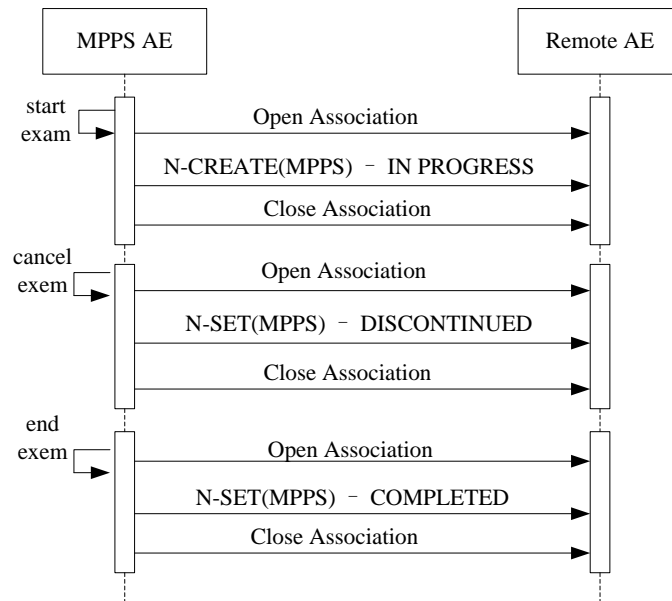 MPPS AE
Remote AE
start
exam
Open Association
N-CREATE(MPPS) - IN PROGRESS
Close Association
cancel
exem
Open Association
N-SET(MPPS) - DISCONTINUED
Close Association
end
exem
Open Association
N-SET(MPPS) - COMPLETED
Close Association